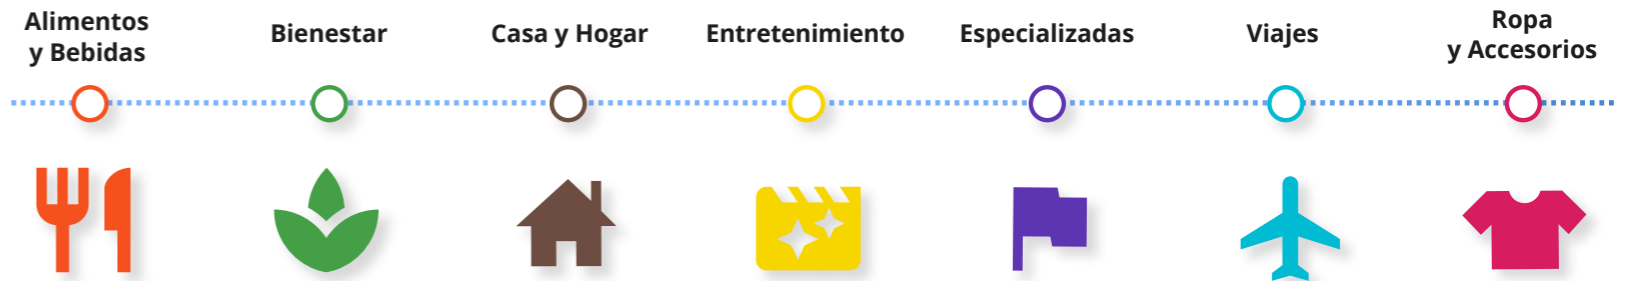 Alimentos
y Bebidas
Bienestar
Casa y Hogar
Entretenimiento
Especializadas
Viajes
Ropa
y Accesorios